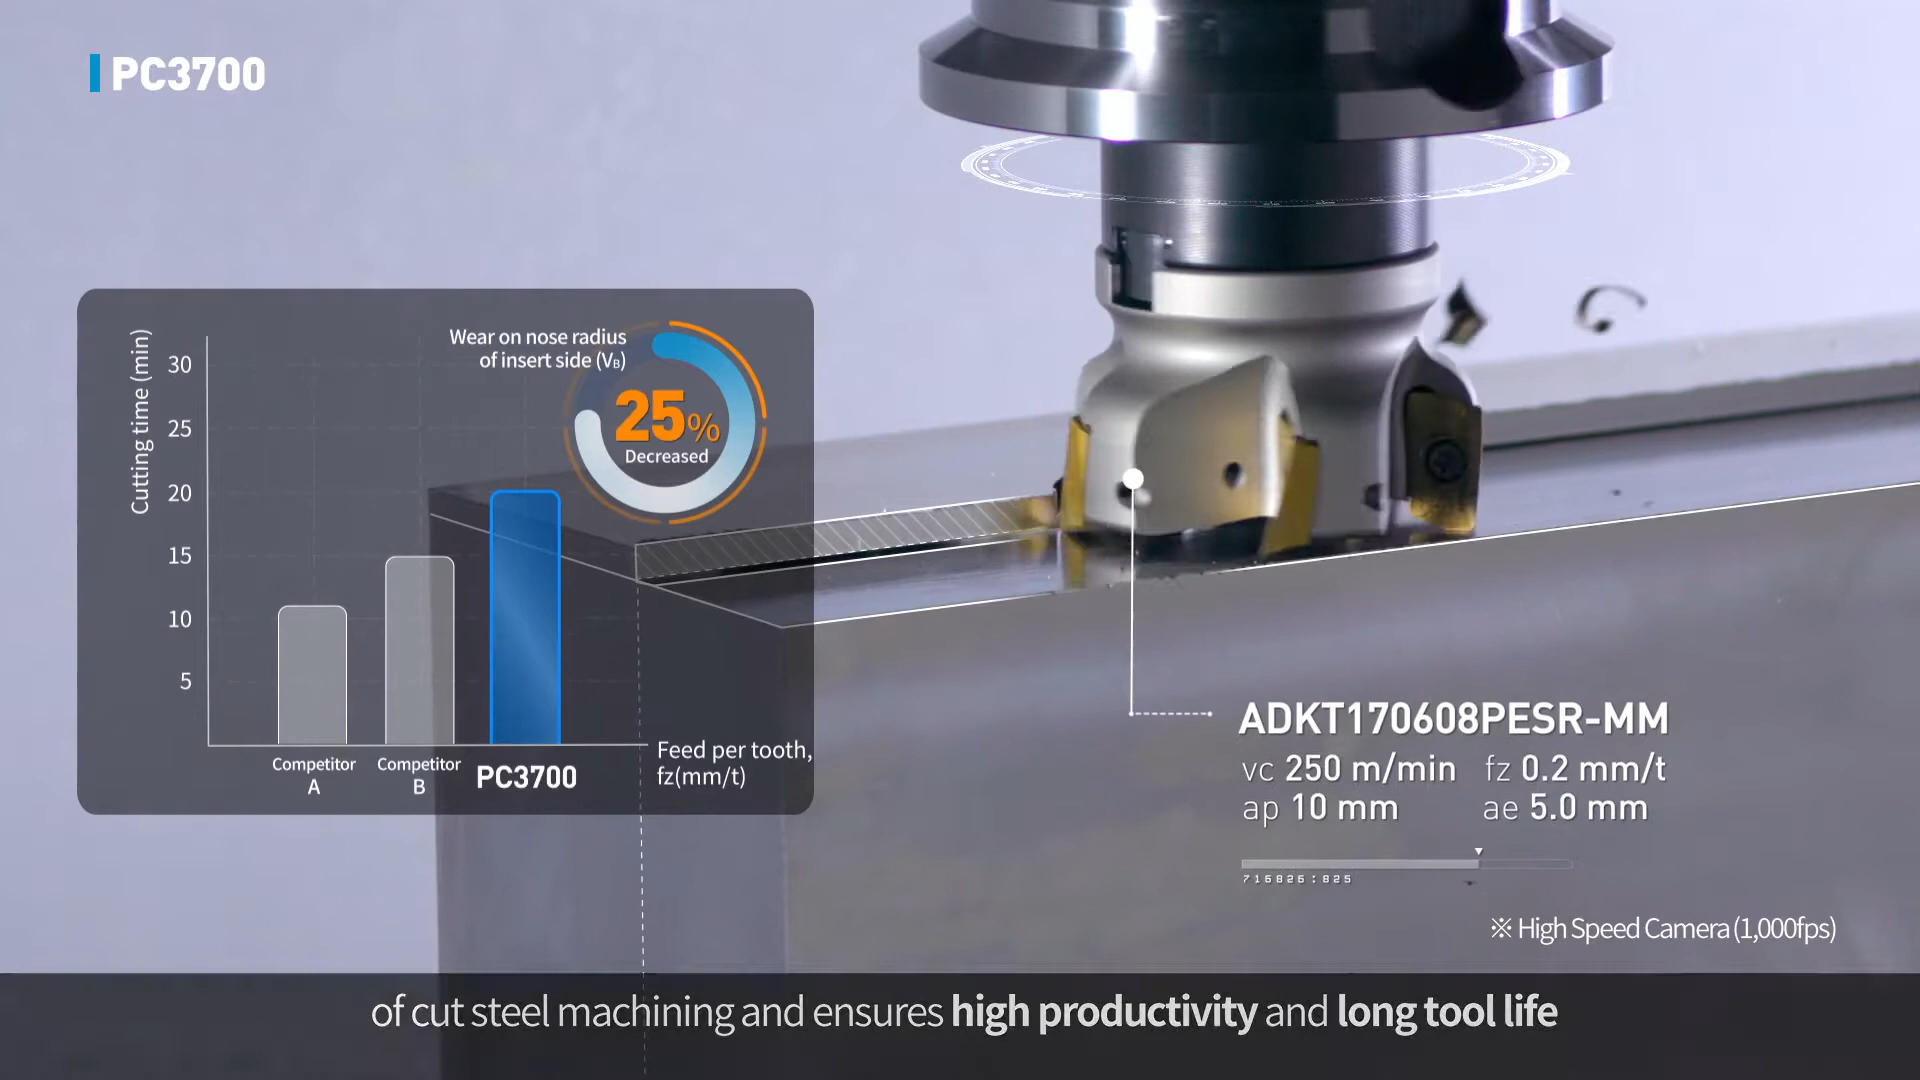 PC3700
Cutting time (min)
30
25
20
15
10
5
Wear on nose radius
of insert side (VB)
25%
Decreased
Competitor
A
Competitor
B
PC3700
Feed per tooth,
fz(mm/t)
ADKT170608PESR-MM
vc 250 m/min fz 0.2 mm/t
ap 10 mm ae 5.0 mm
715825:825
※ High Speed Camera (1,000fps)
of cut steel machining and ensures high productivity and long tool life